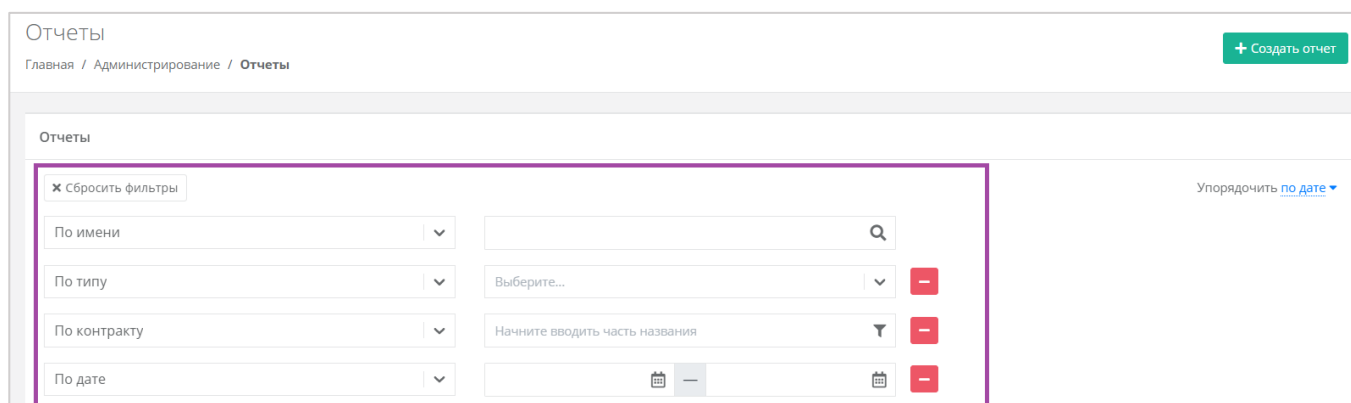 Отчеты
+ Создать отчет
Главная / Администрирование / Отчеты
Отчеты
× Сбросить фильтры
Упорядочить по дате
По имени
По типу
Выберите...
По контракту
Начните вводить часть названия
По дате
—